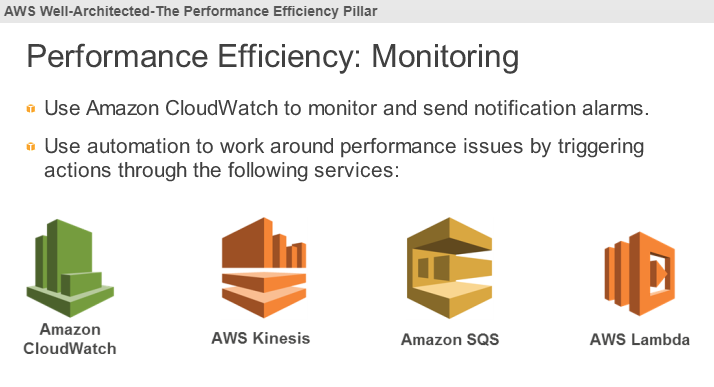 AWS Well-Architected-The Performance Efficiency Pillar
Performance Efficiency: Monitoring
Use Amazon CloudWatch to monitor and send notification alarms.
Use automation to work around performance issues by triggering
actions through the following services:
Amazon
CloudWatch
AWS Kinesis
Amazon SQS
AWS Lambda